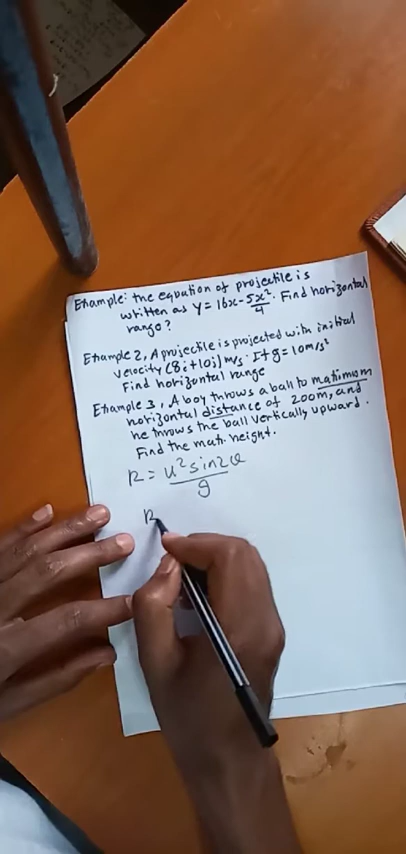 Example: the equation of projectile is
written as Y = 16x - 5x²/4. Find horizontal
range?
Example 2, A projectile is projected with initial
velocity (8i + 10j) m/s. If g = 10m/s²
Find horizontal range
Example 3, A boy throws a ball to matimom
horizontal distance of 200m, and
he throws the ball vertically upward.
Find the mati height.
R = u² sin2θ
g
R